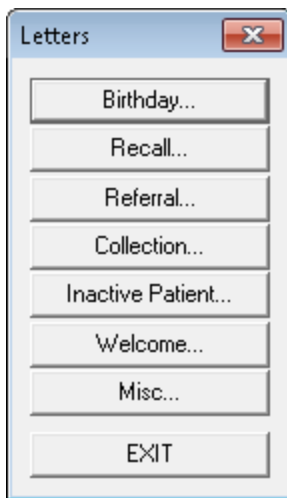 Letters
Birthday...
Recall...
Referral...
Collection...
Inactive Patient...
Welcome...
Misc...
EXIT